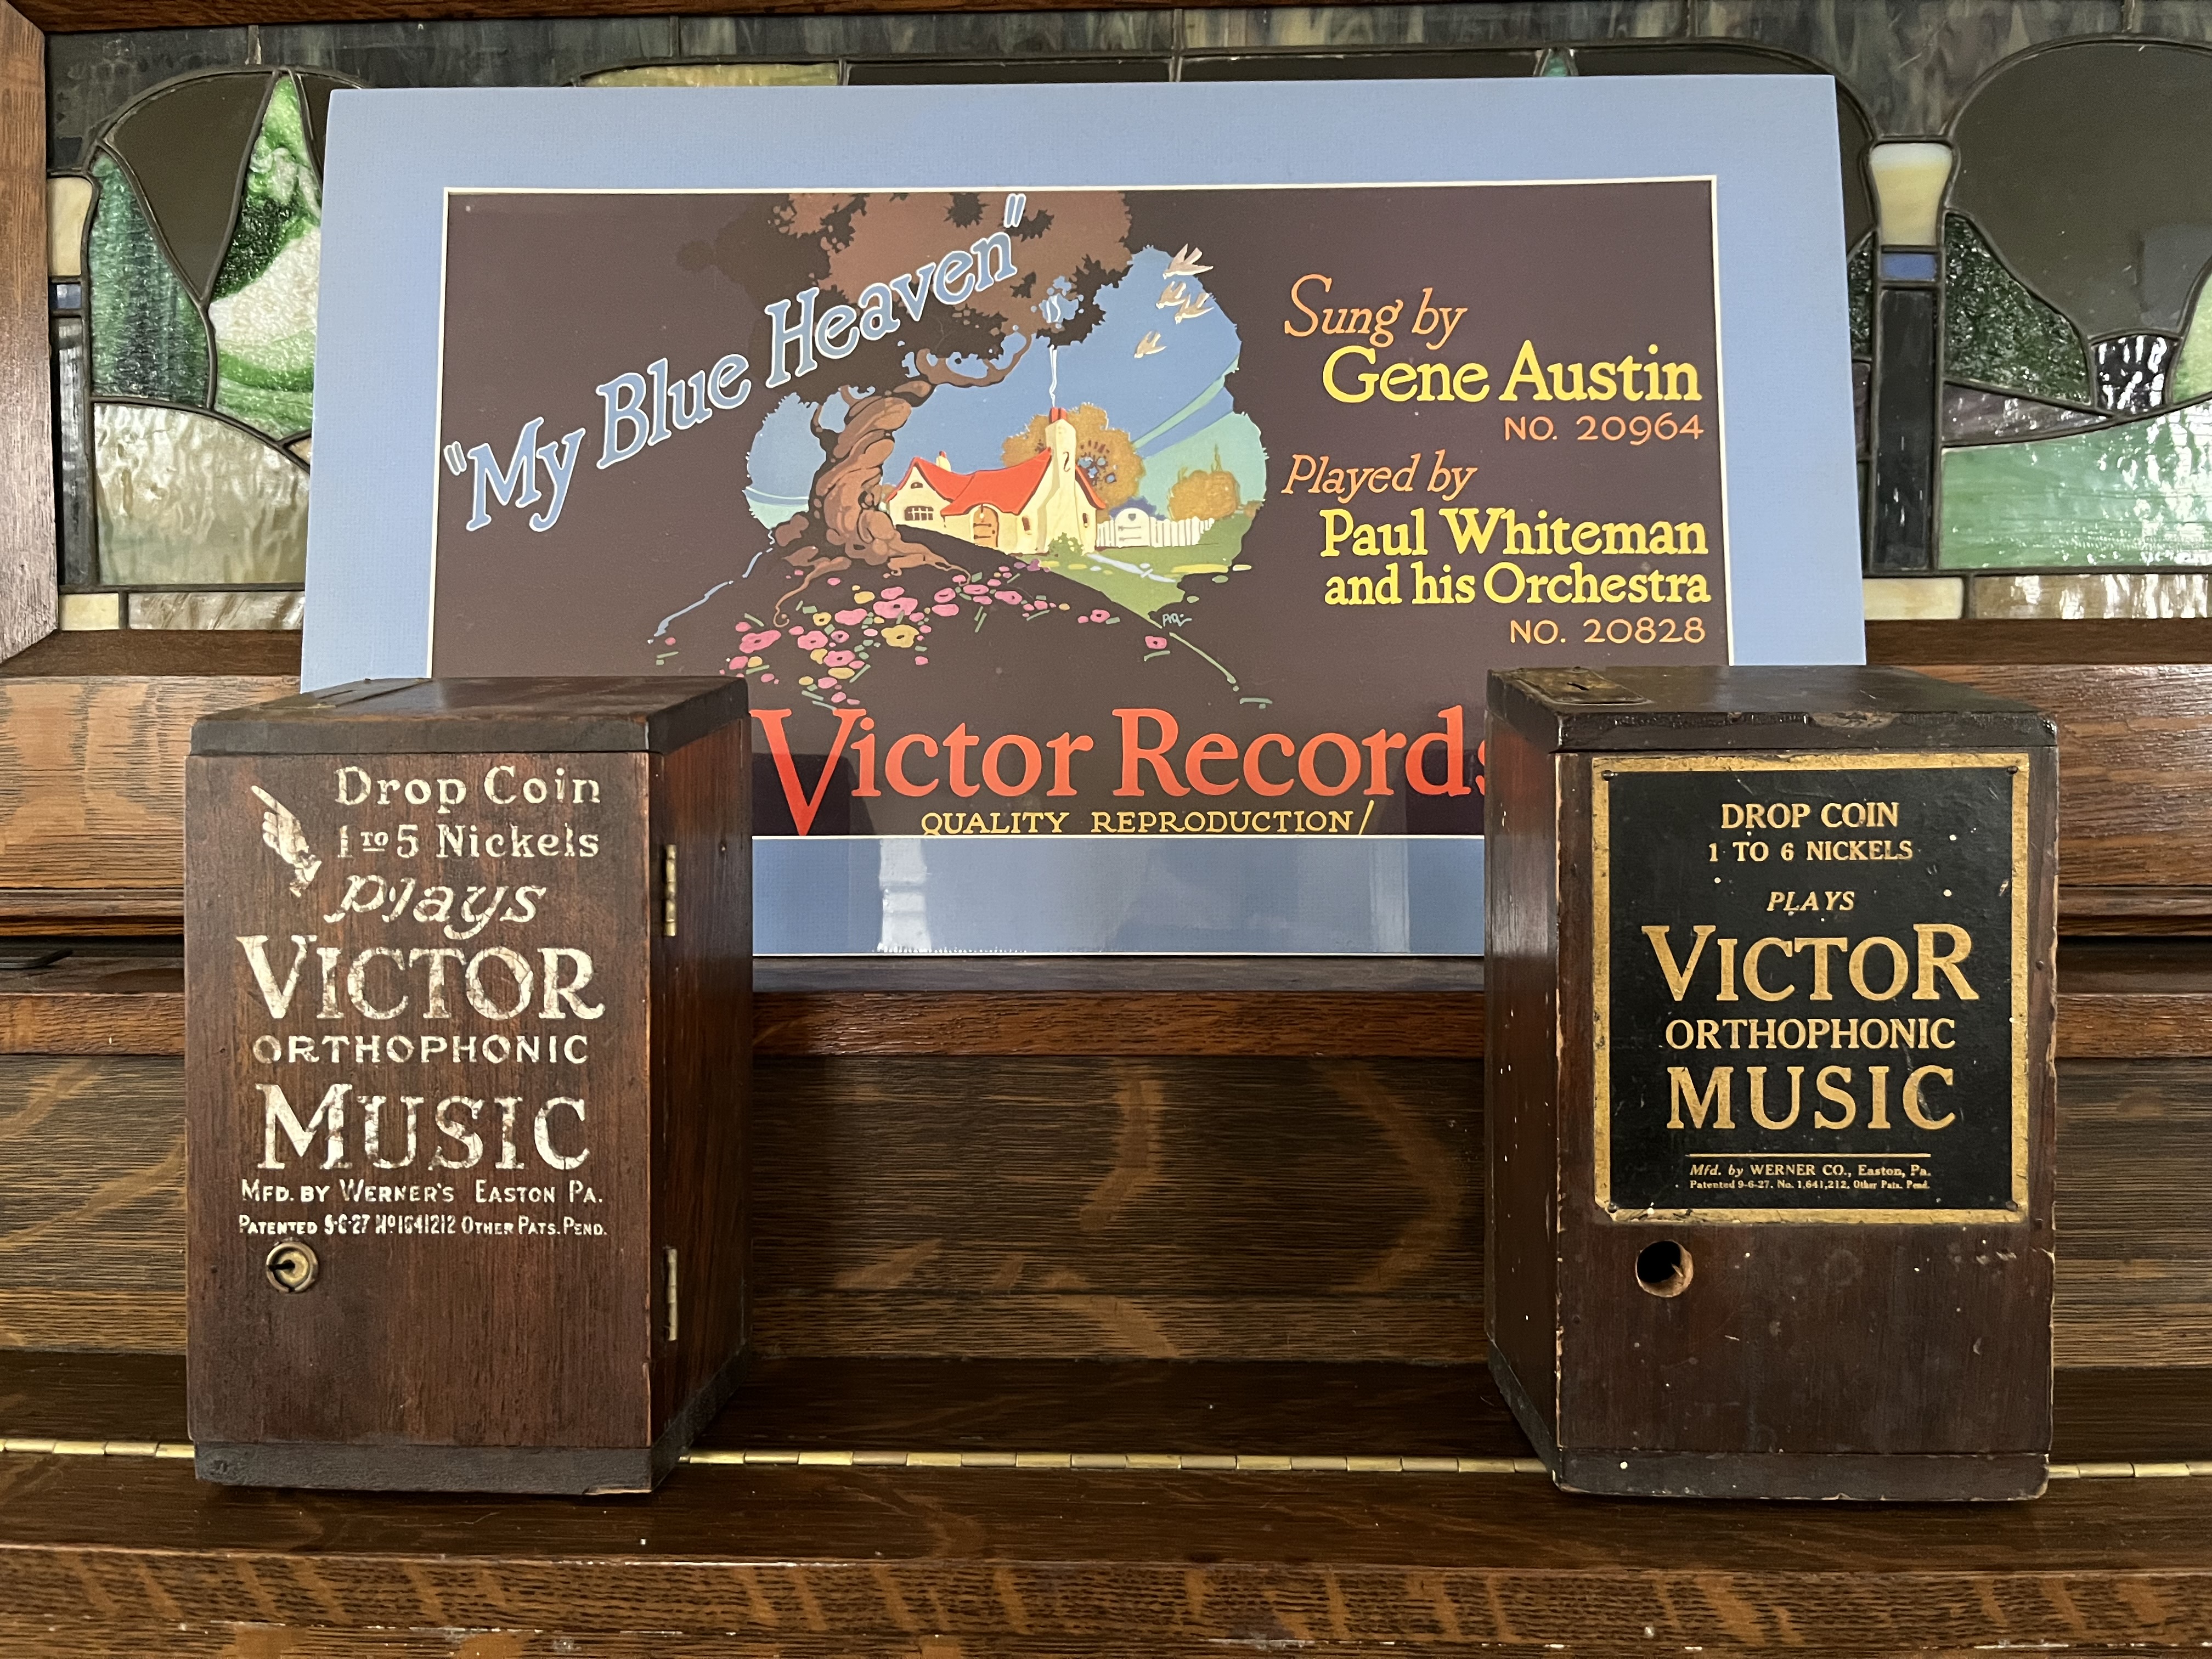 "My Blue Heaven"
Sung by
Gene Austin
NO. 20964
Played by
Paul Whiteman
and his Orchestra
NO. 20828
Victor Records
QUALITY REPRODUCTION/
Drop Coin
1 TO 5 Nickels
plays
VICTOR
ORTHOPHONIC
MUSIC
MFD. BY WERNER'S EASTON PA.
PATENTED 9-6-27 No 1641212 OTHER PATS. PEND.
DROP COIN
1 TO 6 NICKELS
PLAYS
VICTOR
ORTHOPHONIC
MUSIC
Mfd. by WERNER CO., Easton, Pa.
Patented 9-6-27. No. 1,641,212. Other Pats. Pend.